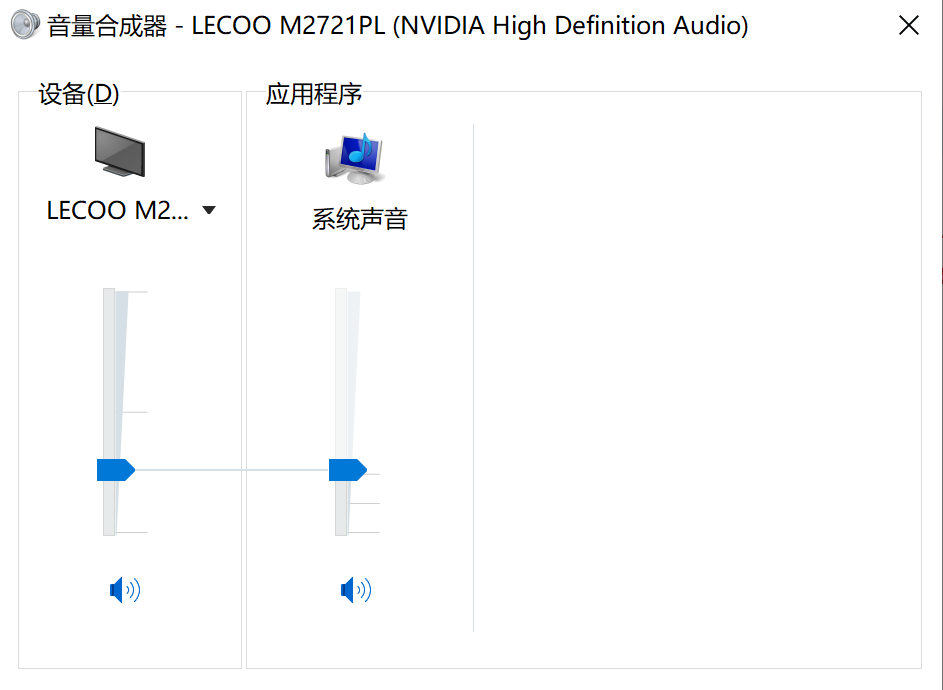 音量合成器 - LECOO M2721PL (NVIDIA High Definition Audio)
设备(D)
应用程序
LECOO M2...
系统声音